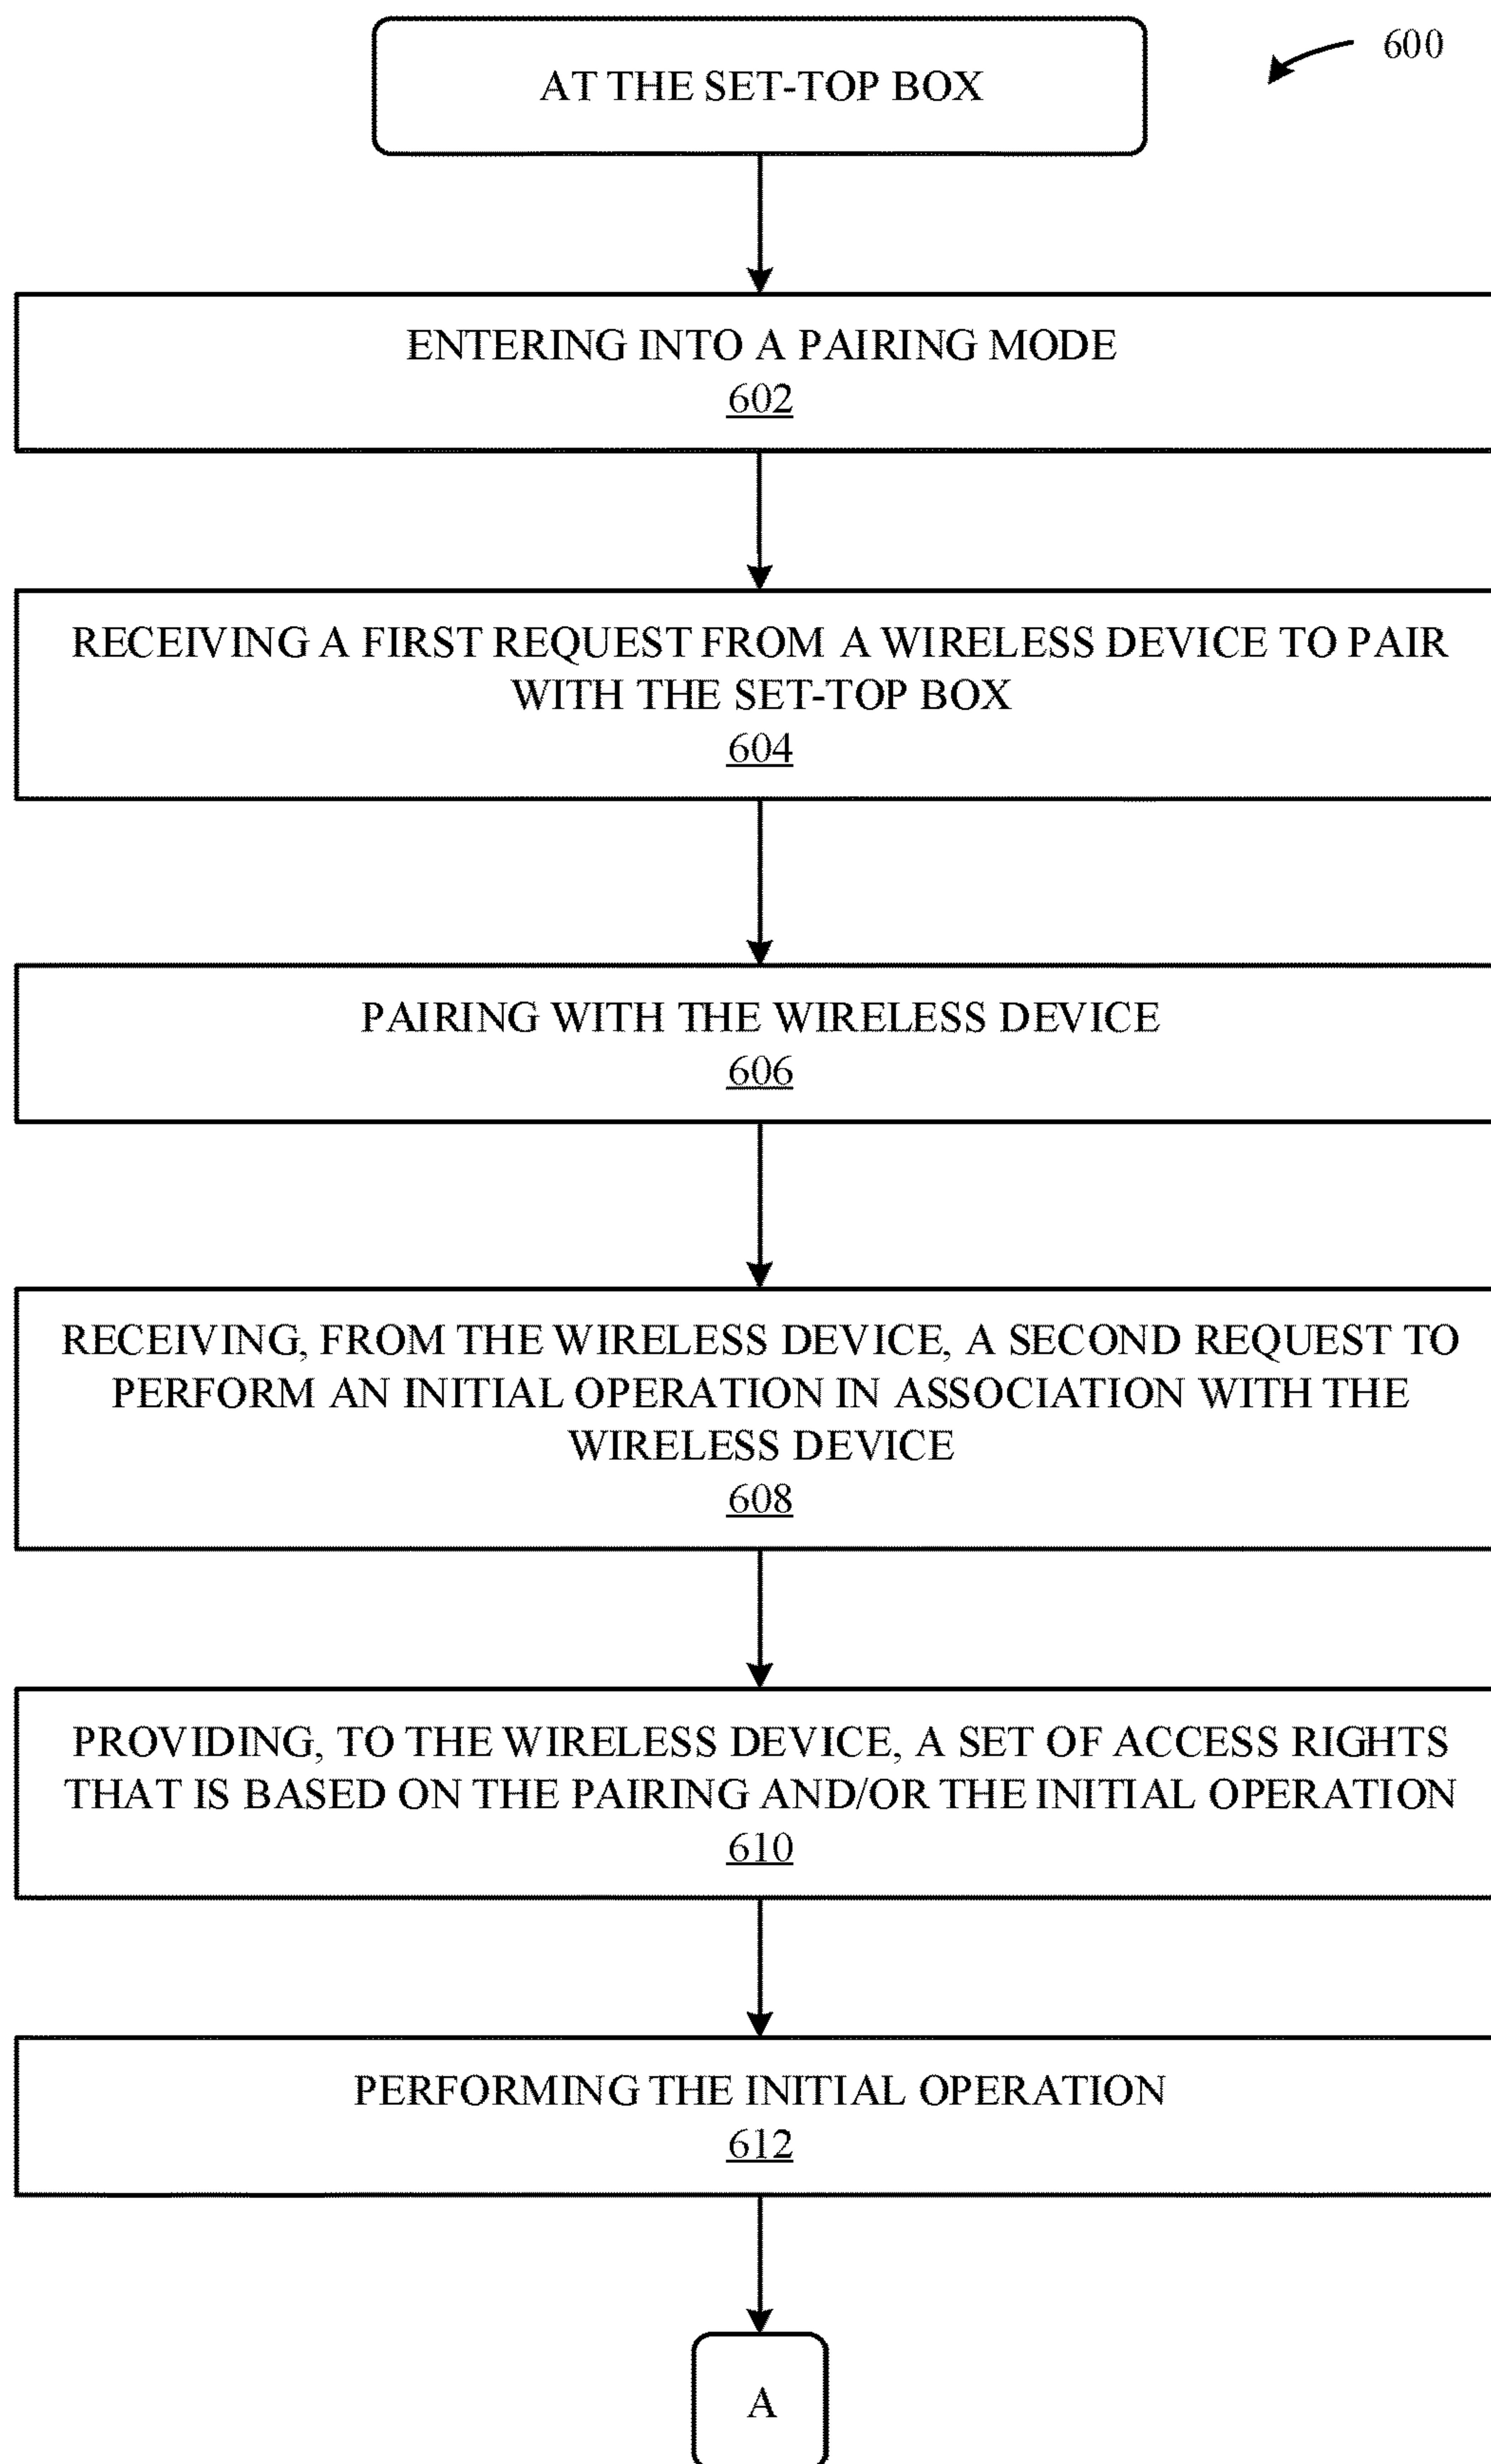 AT THE SET-TOP BOX
600
ENTERING INTO A PAIRING MODE
602
RECEIVING A FIRST REQUEST FROM A WIRELESS DEVICE TO PAIR
WITH THE SET-TOP BOX
604
PAIRING WITH THE WIRELESS DEVICE
606
RECEIVING, FROM THE WIRELESS DEVICE, A SECOND REQUEST TO
PERFORM AN INITIAL OPERATION IN ASSOCIATION WITH THE
WIRELESS DEVICE
608
PROVIDING, TO THE WIRELESS DEVICE, A SET OF ACCESS RIGHTS
THAT IS BASED ON THE PAIRING AND/OR THE INITIAL OPERATION
610
PERFORMING THE INITIAL OPERATION
612
A